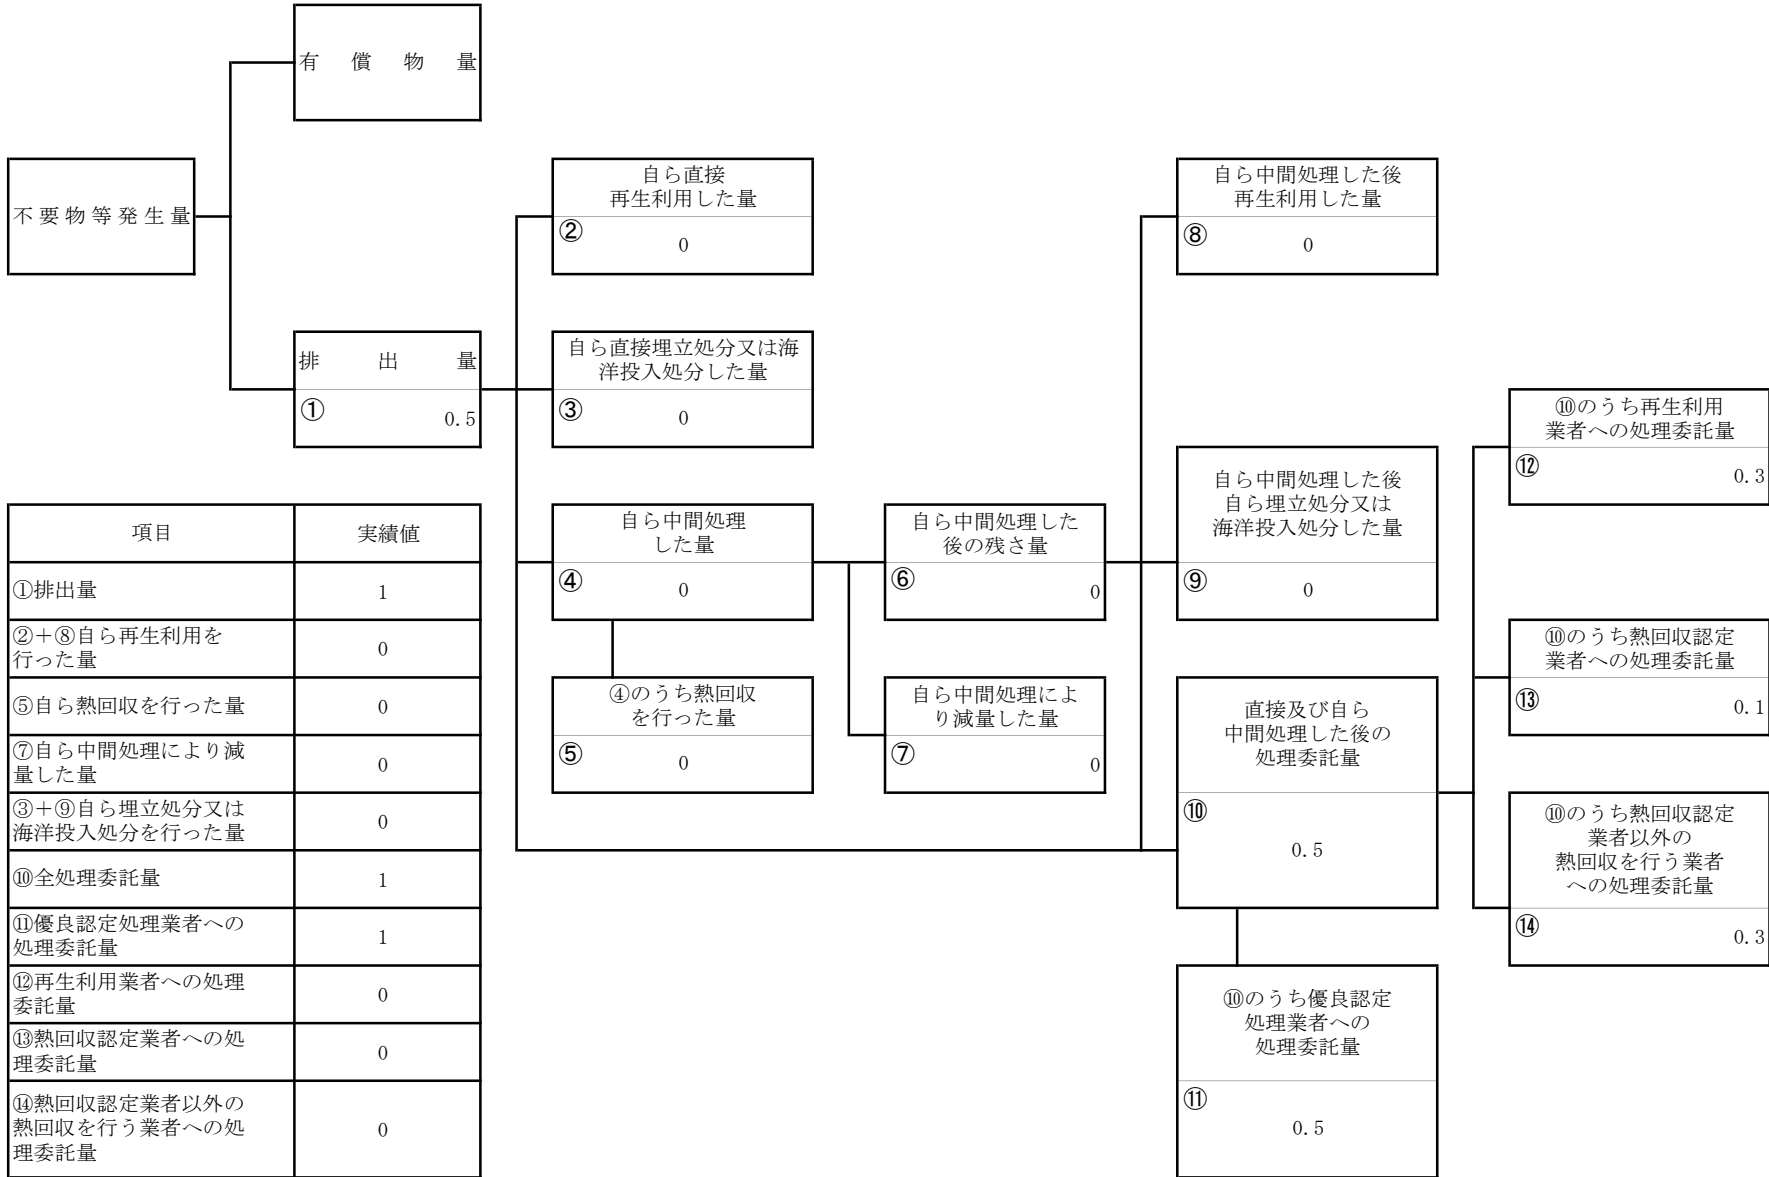 有償物量
不要物等発生量
自ら直接
再生利用した量
② 0
自ら中間処理した後
再生利用した量
⑧ 0
排出量
① 0.5
自ら直接埋立処分又は海
洋投入処分した量
③ 0
⑩のうち再生利用
業者への処理委託量
⑫ 0.3
自ら中間処理した後
自ら埋立処分又は
海洋投入処分した量
⑨ 0
自ら中間処理
した量
④ 0
自ら中間処理した
後の残さ量
⑥ 0
⑩のうち熱回収認定
業者への処理委託量
⑬ 0.1
④のうち熱回収
を行った量
⑤ 0
自ら中間処理によ
り減量した量
⑦ 0
直接及び自ら
中間処理した後の
処理委託量
⑩
0.5
⑩のうち熱回収認定
業者以外の
熱回収を行う業者
への処理委託量
⑭ 0.3
⑩のうち優良認定
処理業者への
処理委託量
⑪
0.5
項目 実績値
①排出量 1
②+⑧自ら再生利用を
行った量 0
⑤自ら熱回収を行った量 0
⑦自ら中間処理により減
量した量 0
③+⑨自ら埋立処分又は
海洋投入処分を行った量 0
⑩全処理委託量 1
⑪優良認定処理業者への
処理委託量 1
⑫再生利用業者への処理
委託量 0
⑬熱回収認定業者への処
理委託量 0
⑭熱回収認定業者以外の
熱回収を行う業者への処
理委託量 0